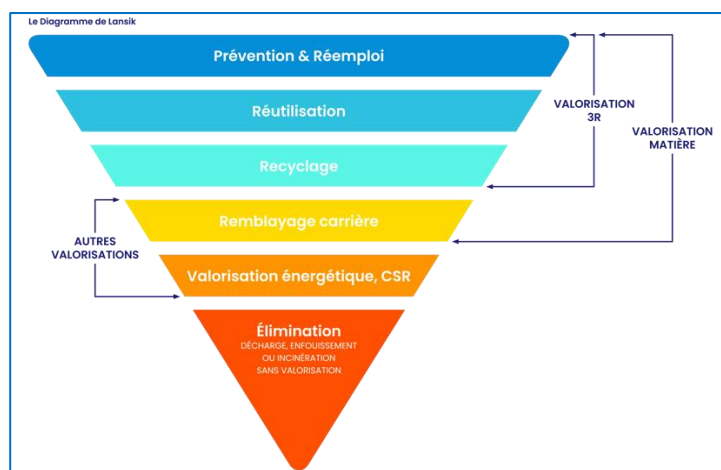 Le Diagramme de Lansik
Prévention & Réemploi
Réutilisation
Recyclage
Remblayage carrière
Valorisation énergétique, CSR
Élimination
DÉCHARGE, ENFOUISSEMENT
OU INCINÉRATION
SANS VALORISATION
VALORISATION
3R
VALORISATION
MATIÈRE
AUTRES
VALORISATIONS